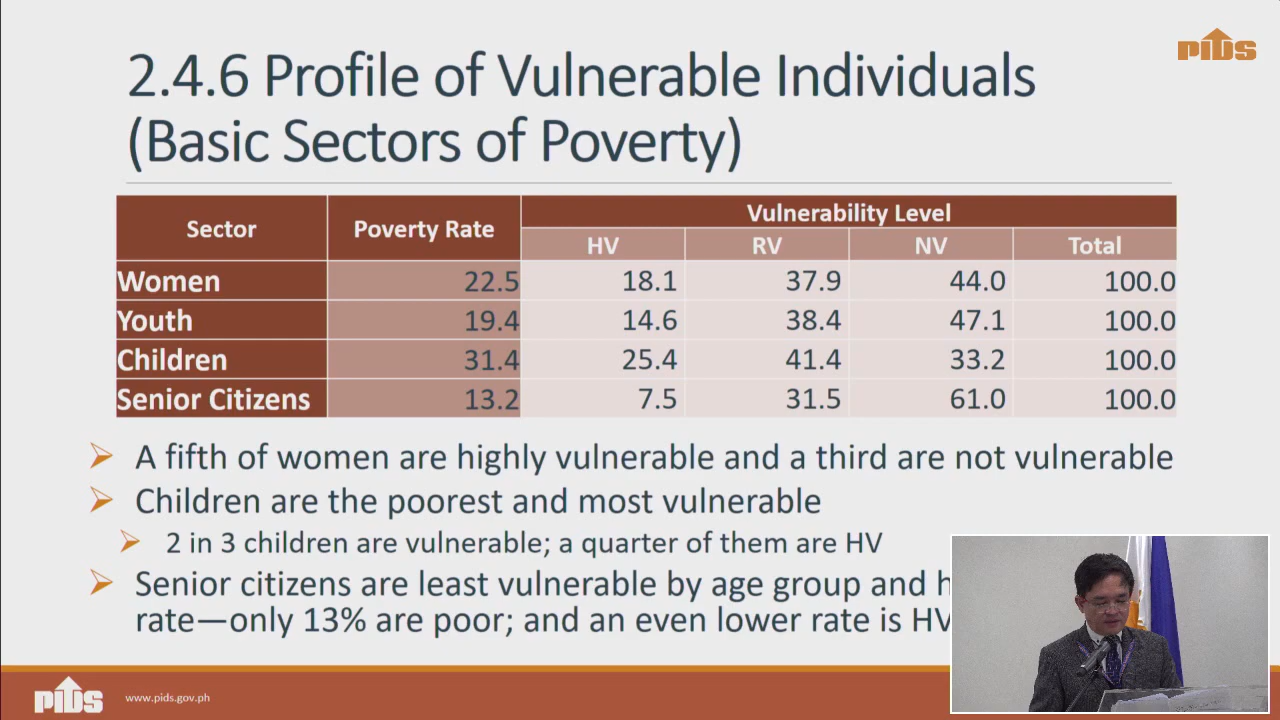 PIDS
2.4.6 Profile of Vulnerable Individuals
(Basic Sectors of Poverty)
Sector Poverty Rate Vulnerability Level
HV RV NV Total
Women 22.5 18.1 37.9 44.0 100.0
Youth 19.4 14.6 38.4 47.1 100.0
Children 31.4 25.4 41.4 33.2 100.0
Senior Citizens 13.2 7.5 31.5 61.0 100.0
A fifth of women are highly vulnerable and a third are not vulnerable
Children are the poorest and most vulnerable
2 in 3 children are vulnerable; a quarter of them are HV
Senior citizens are least vulnerable by age group and
rate—only 13% are poor; and an even lower rate is HV
PIDS www.pids.gov.ph